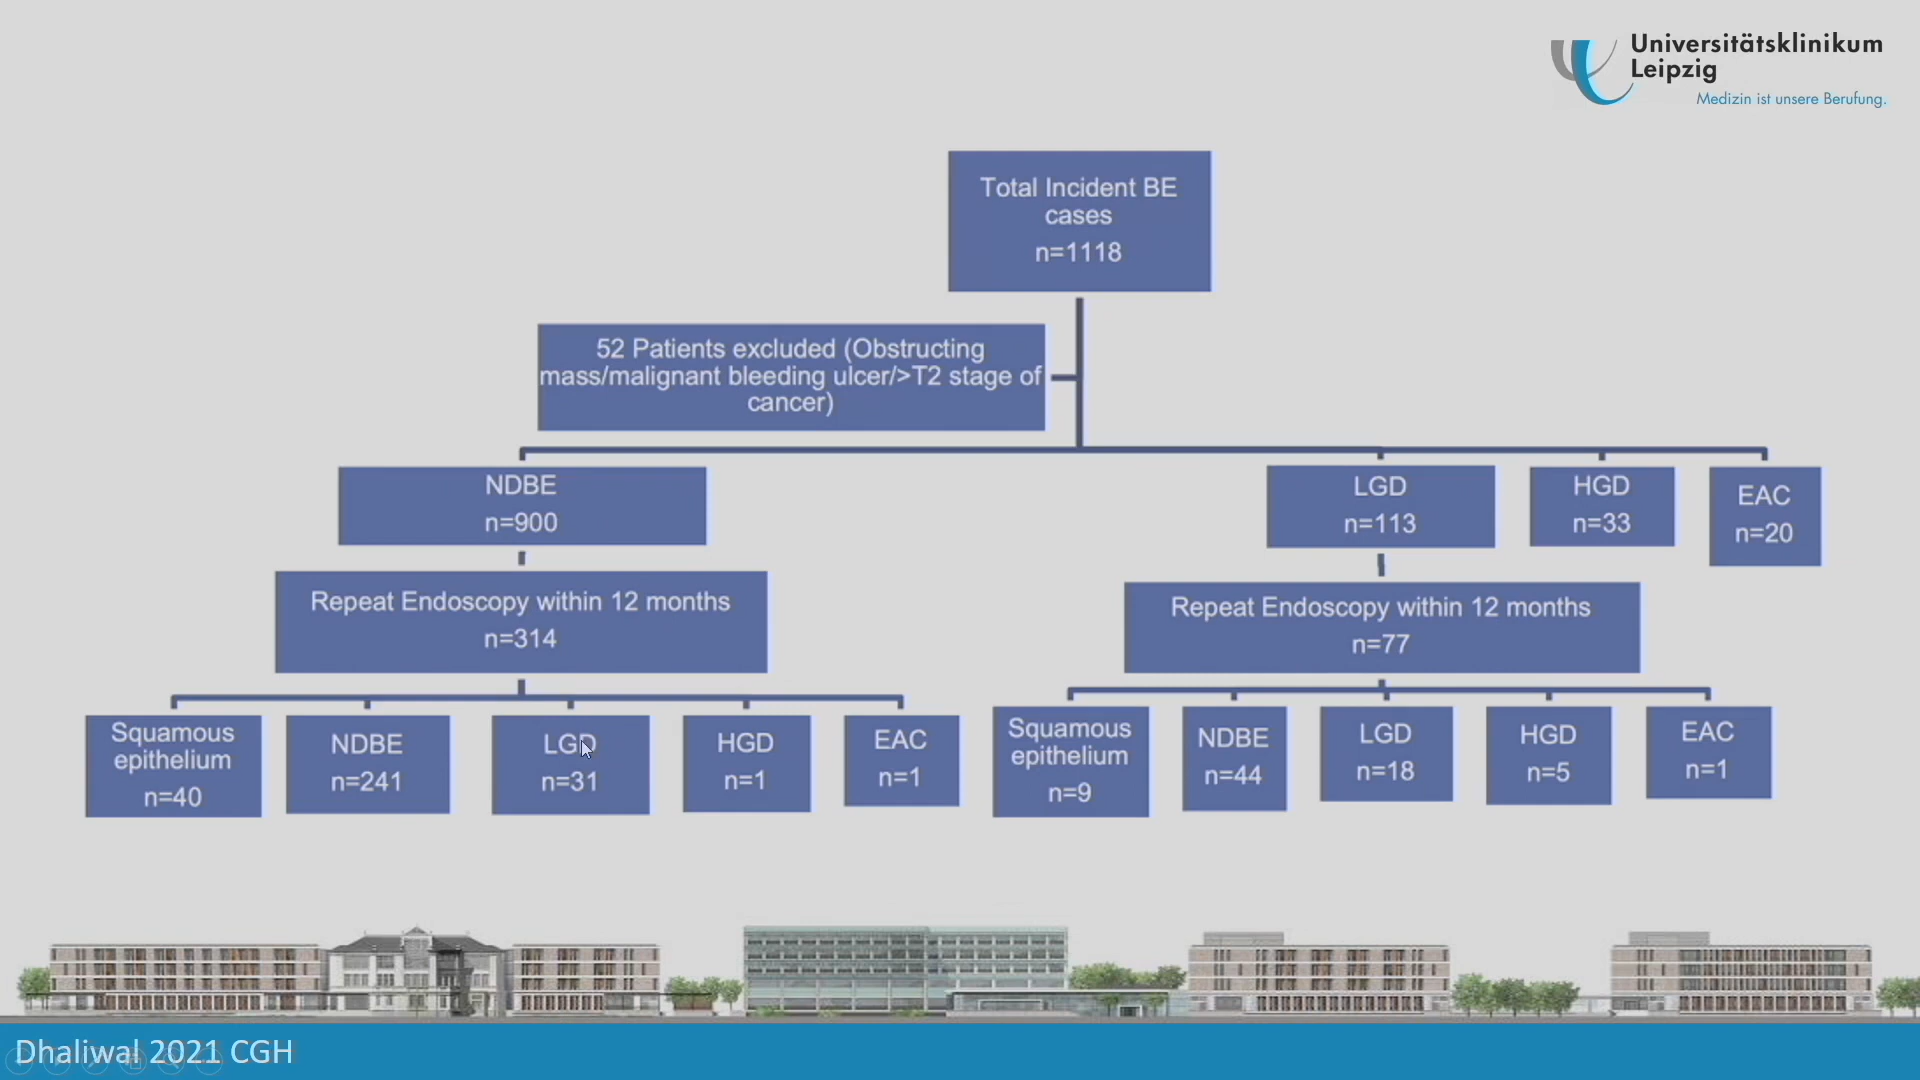 Universitätsklinikum
Leipzig
Medizin ist unsere Berufung.
Total Incident BE
cases
n=1118
52 Patients excluded (Obstructing
mass/malignant bleeding ulcer/>T2 stage of
cancer)
NDBE
n=900
LGD
n=113
HGD
n=33
EAC
n=20
Repeat Endoscopy within 12 months
n=314
Repeat Endoscopy within 12 months
n=77
Squamous
epithelium
n=40
NDBE
n=241
LGD
n=31
HGD
n=1
EAC
n=1
Squamous
epithelium
n=9
NDBE
n=44
LGD
n=18
HGD
n=5
EAC
n=1
Dhaliwal 2021 CGH